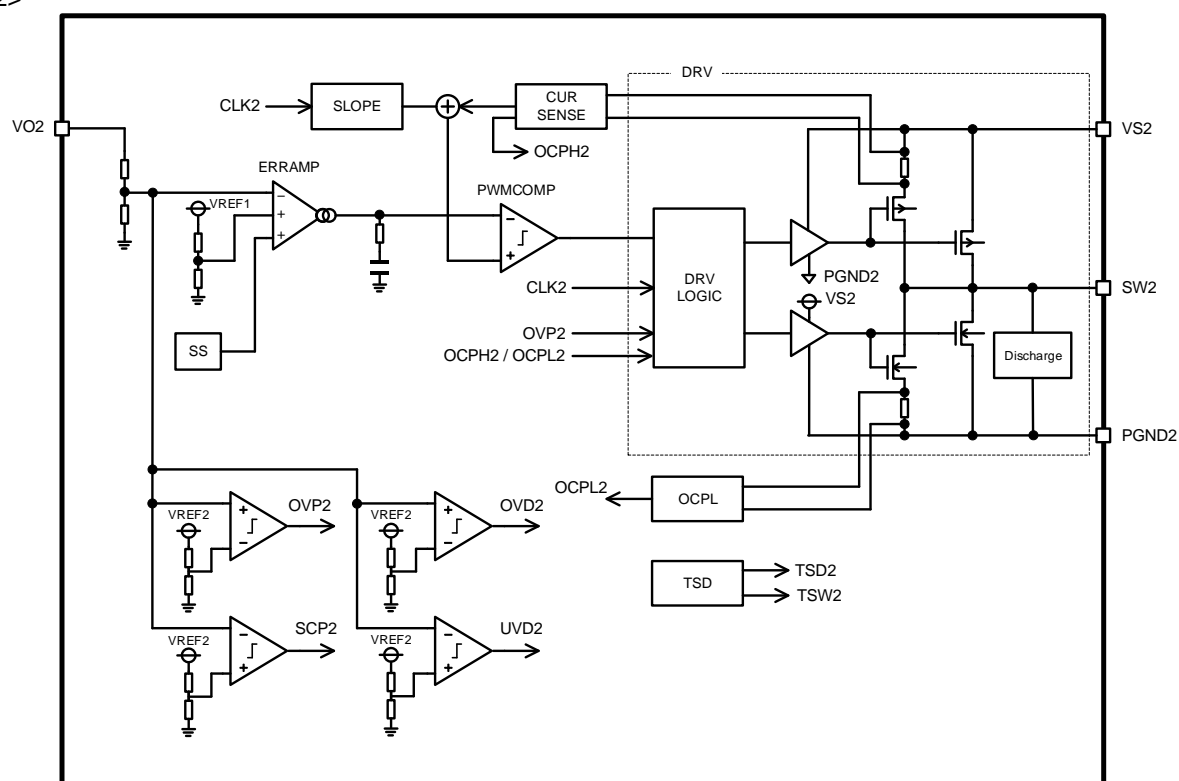 2>
DRV
CLK2
SLOPE
CUR
SENSE
VO2
VS2
OCPH2
ERRAMP
PWMCOMP
VREF1
DRV
LOGIC
PGND2
CLK2
SW2
VS2
OVP2
SS
OCPH2 / OCPL2
Discharge
PGND2
OCPL2
OCPL
VREF2
OVP2
VREF2
OVD2
TSD
TSD2
TSW2
VREF2
SCP2
VREF2
UVD2